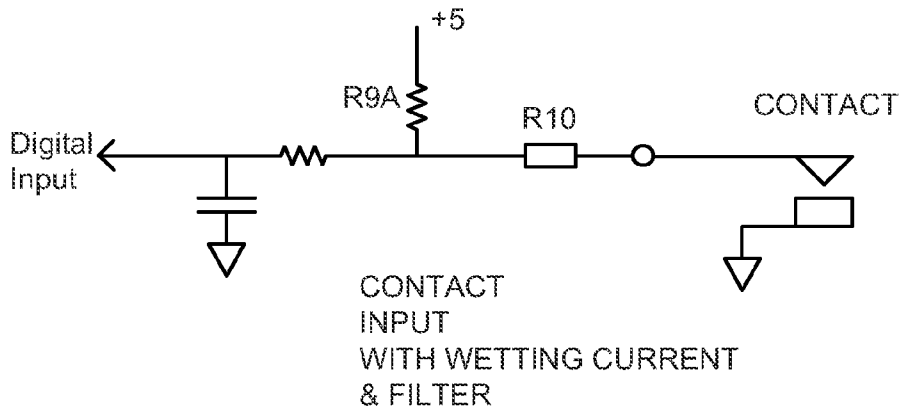 +5
R9A
CONTACT
R10
Digital
Input
CONTACT
INPUT
WITH WETTING CURRENT
& FILTER